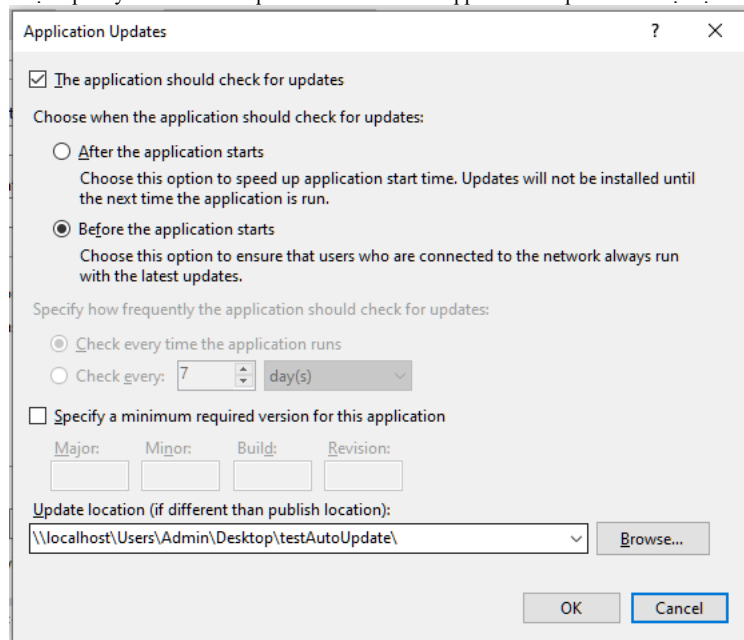 Application Updates ? ×
The application should check for updates
Choose when the application should check for updates:
After the application starts
Choose this option to speed up application start time. Updates will not be installed until
the next time the application is run.
Before the application starts
Choose this option to ensure that users who are connected to the network always run
with the latest updates.
Specify how frequently the application should check for updates:
Check every time the application runs
Check every: 7 day(s)
Specify a minimum required version for this application
Major: Minor: Build: Revision:
Update location (if different than publish location):
\\localhost\Users\Admin\Desktop\testAutoUpdate\
Browse...
OK Cancel